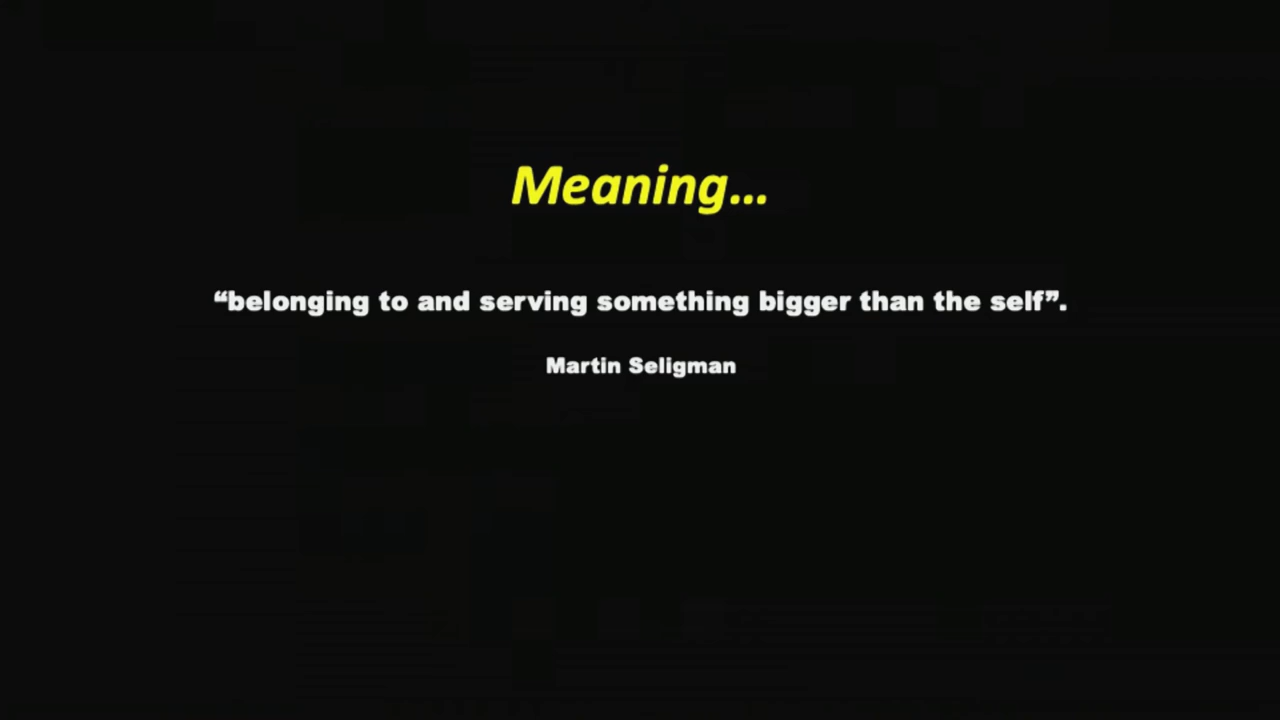 Meaning...
“belonging to and serving something bigger than the self”.
Martin Seligman